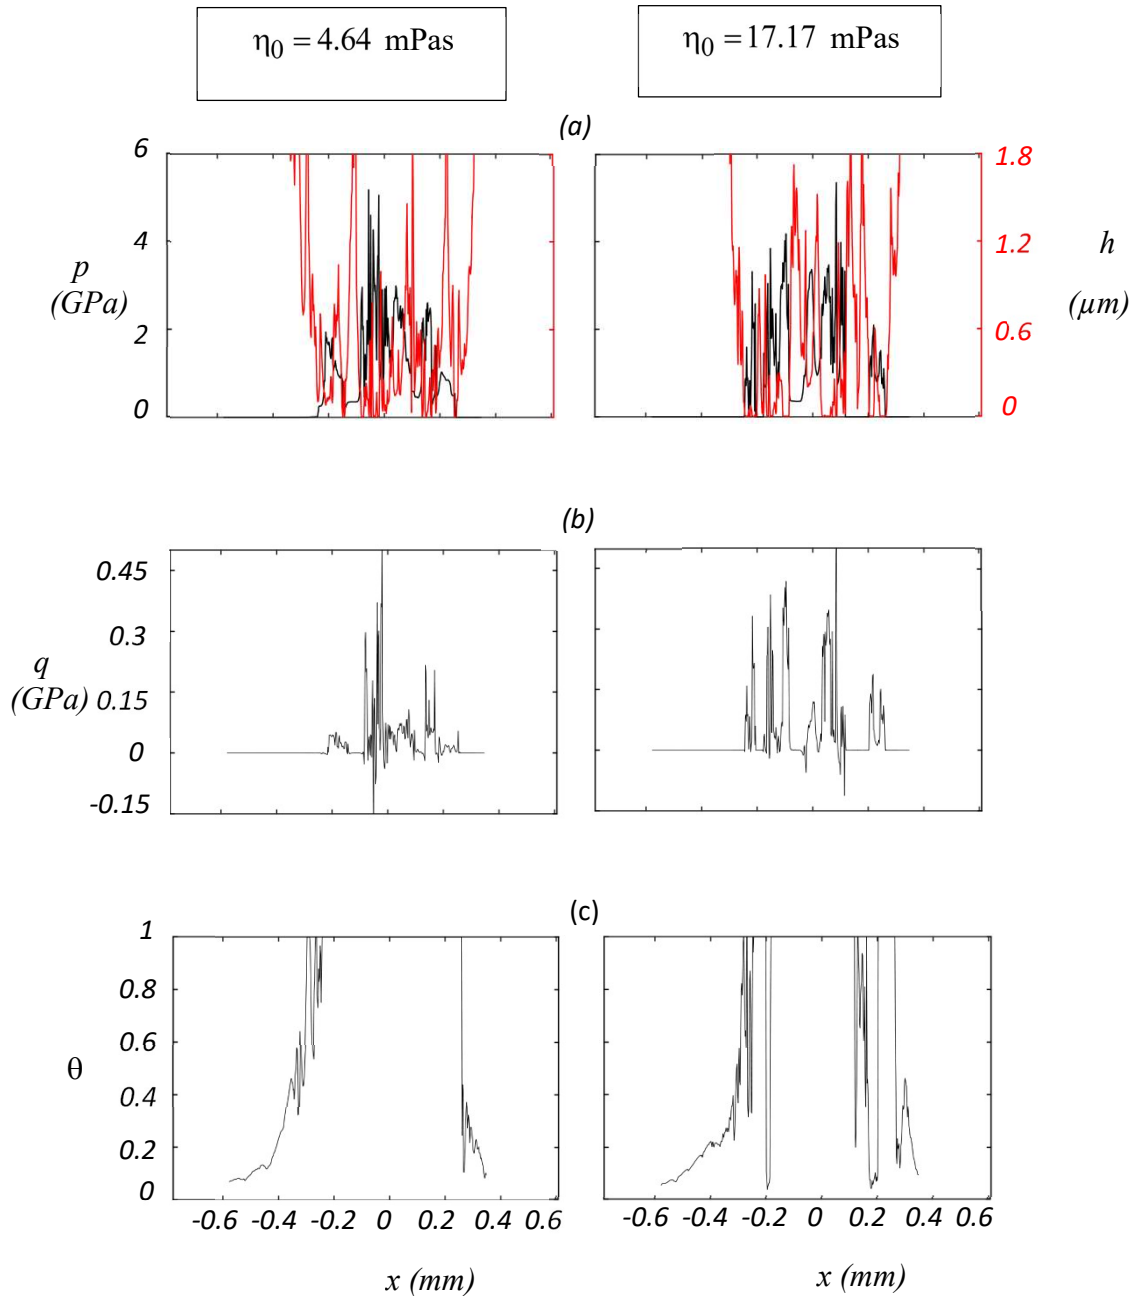 η0 = 4.64 mPas
η0 = 17.17 mPas
(a)
6
4
2
0
p
(GPa)
1.8
1.2
0.6
0
h
(μm)
(b)
0.45
0.3
0.15
0
-0.15
q
(GPa)
(c)
1
0.8
0.6
0.4
0.2
0
θ
-0.6 -0.4 -0.2 0 0.2 0.4 0.6
-0.6 -0.4 -0.2 0 0.2 0.4 0.6
x (mm)
x (mm)